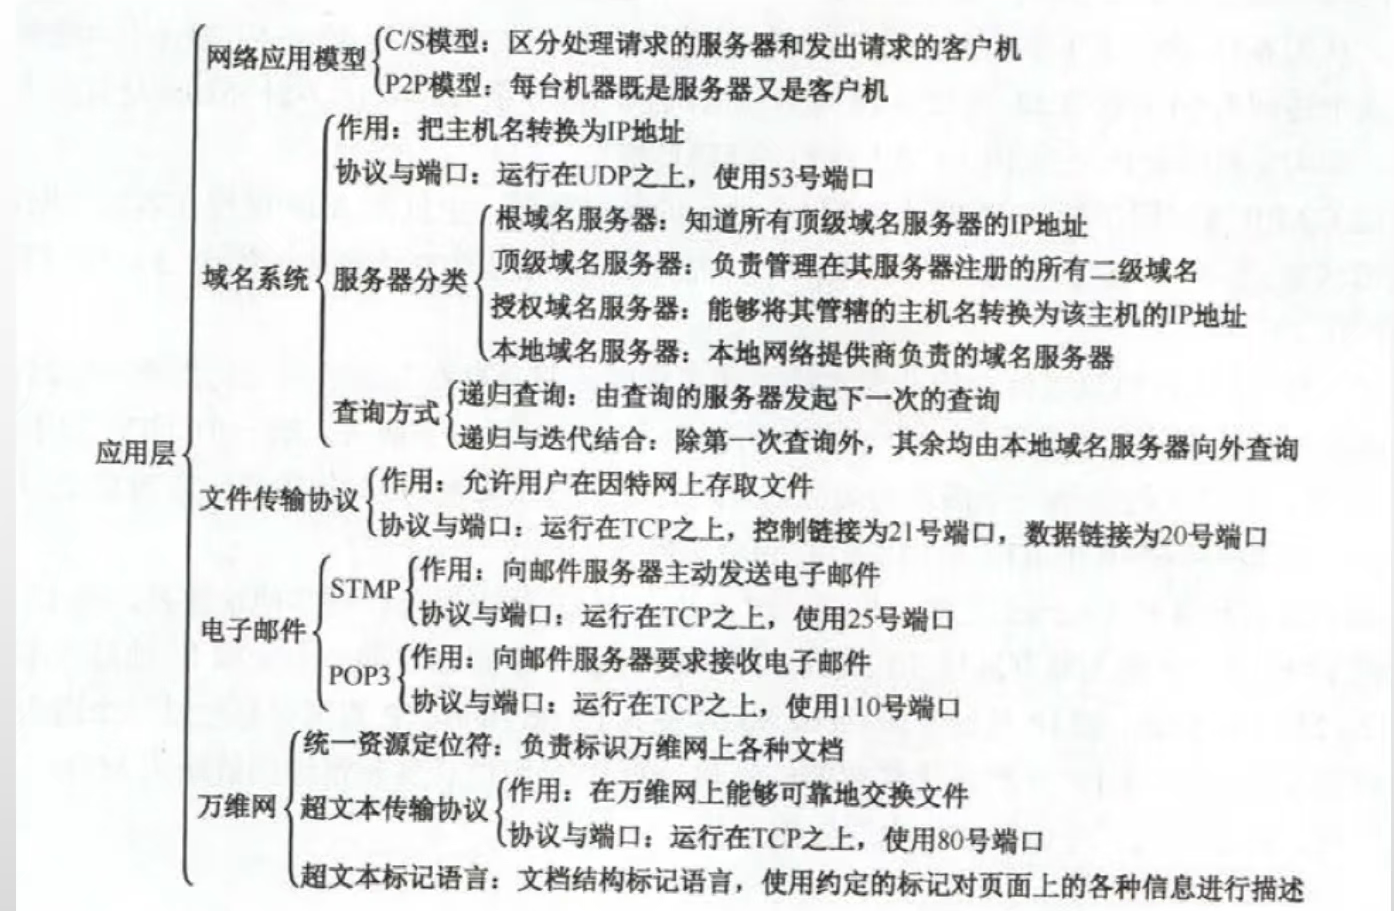 网络应用模型
C/S模型：区分处理请求的服务器和发出请求的客户机
P2P模型：每台机器既是服务器又是客户机
作用：把主机名转换为IP地址
协议与端口：运行在UDP之上，使用53号端口
域名系统
服务器分类
根域名服务器：知道所有顶级域名服务器的IP地址
顶级域名服务器：负责管理在其服务器注册的所有二级域名
授权域名服务器：能够将其管辖的主机名转换为该主机的IP地址
本地域名服务器：本地网络提供商负责的域名服务器
查询方式
递归查询：由查询的服务器发起下一次的查询
递归与迭代结合：除第一次查询外，其余均由本地域名服务器向外查询
应用层
文件传输协议
作用：允许用户在因特网上存取文件
协议与端口：运行在TCP之上，控制链接为21号端口，数据链接为20号端口
电子邮件
STMP
作用：向邮件服务器主动发送电子邮件
协议与端口：运行在TCP之上，使用25号端口
POP3
作用：向邮件服务器要求接收电子邮件
协议与端口：运行在TCP之上，使用110号端口
万维网
统一资源定位符：负责标识万维网上各种文档
超文本传输协议
作用：在万维网上能够可靠地交换文件
协议与端口：运行在TCP之上，使用80号端口
超文本标记语言：文档结构标记语言，使用约定的标记对页面上的各种信息进行描述